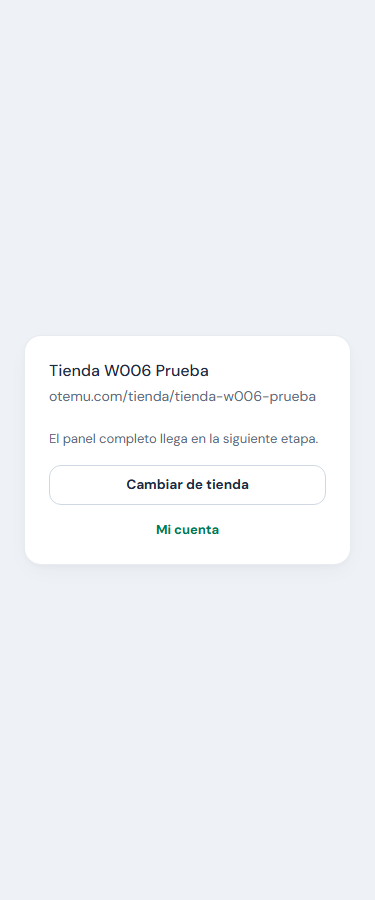 Tienda W006 Prueba
otemu.com/tienda/tienda-w006-prueba
El panel completo llega en la siguiente etapa.
Cambiar de tienda
Mi cuenta